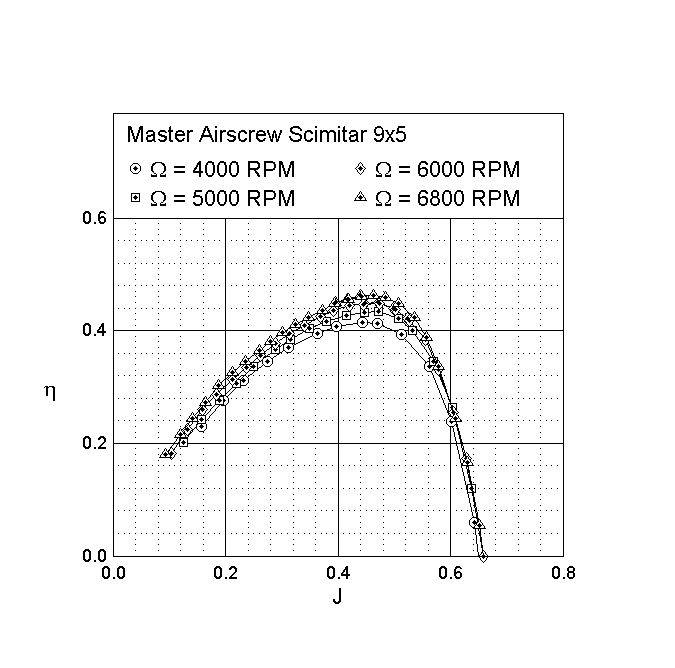 Master Airscrew Scimitar 9x5
Ω = 4000 RPM Ω = 6000 RPM
Ω = 5000 RPM Ω = 6800 RPM
0.6
0.4
η
0.2
0.0
0.0 0.2 0.4 0.6 0.8
J